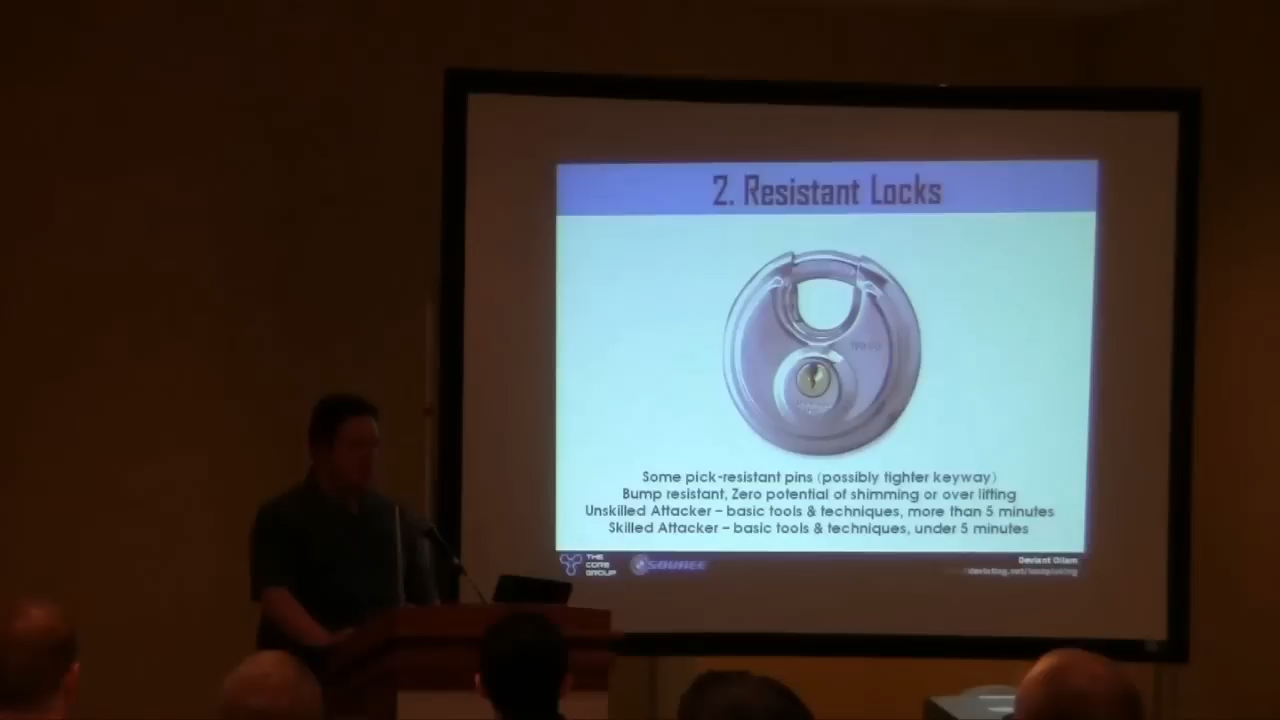 2. Resistant Locks
Some pick-resistant pins (possibly tighter keyway)
Bump resistant, Zero potential of shimming or over lifting
Unskilled Attacker – basic tools & techniques, more than 5 minutes
Skilled Attacker – basic tools & techniques, under 5 minutes
THE
CORE
GROUP
SOURCE
Deviant Ollam